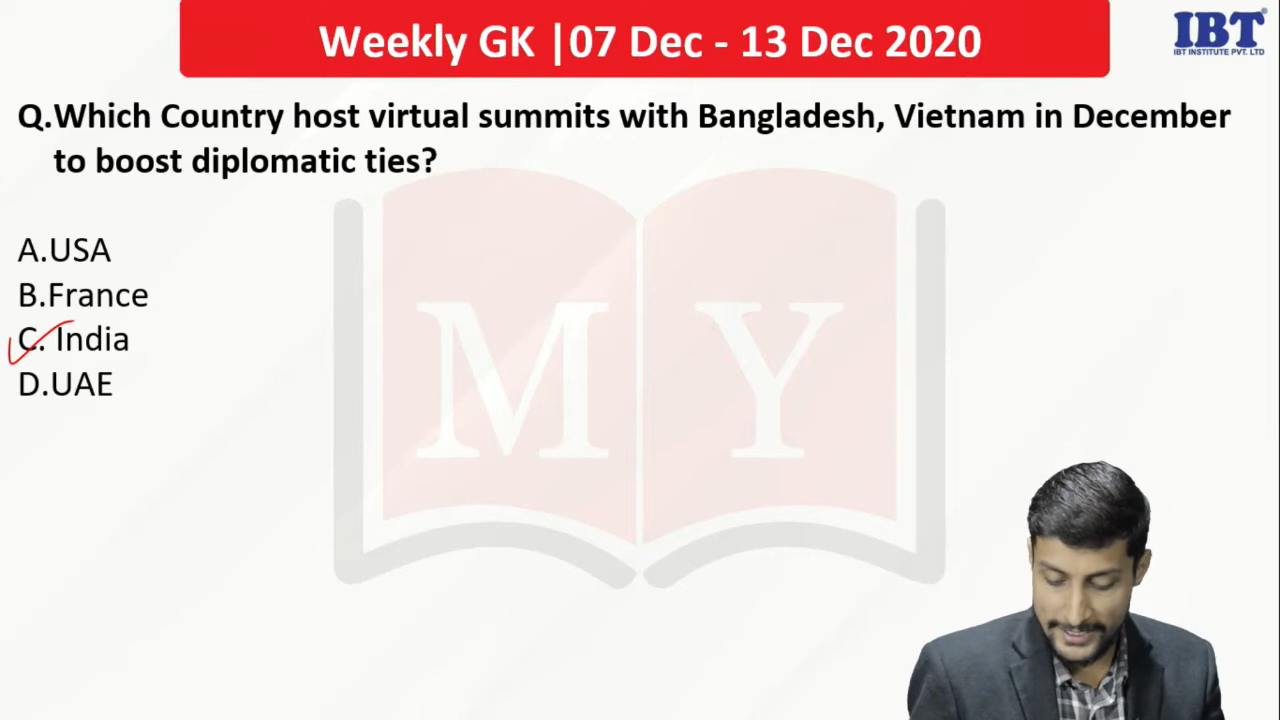 Weekly GK |07 Dec - 13 Dec 2020
IBT
IBT INSTITUTE PVT. LTD
Q.Which Country host virtual summits with Bangladesh, Vietnam in December
to boost diplomatic ties?
A.USA
B.France
C. India
D.UAE
M Y